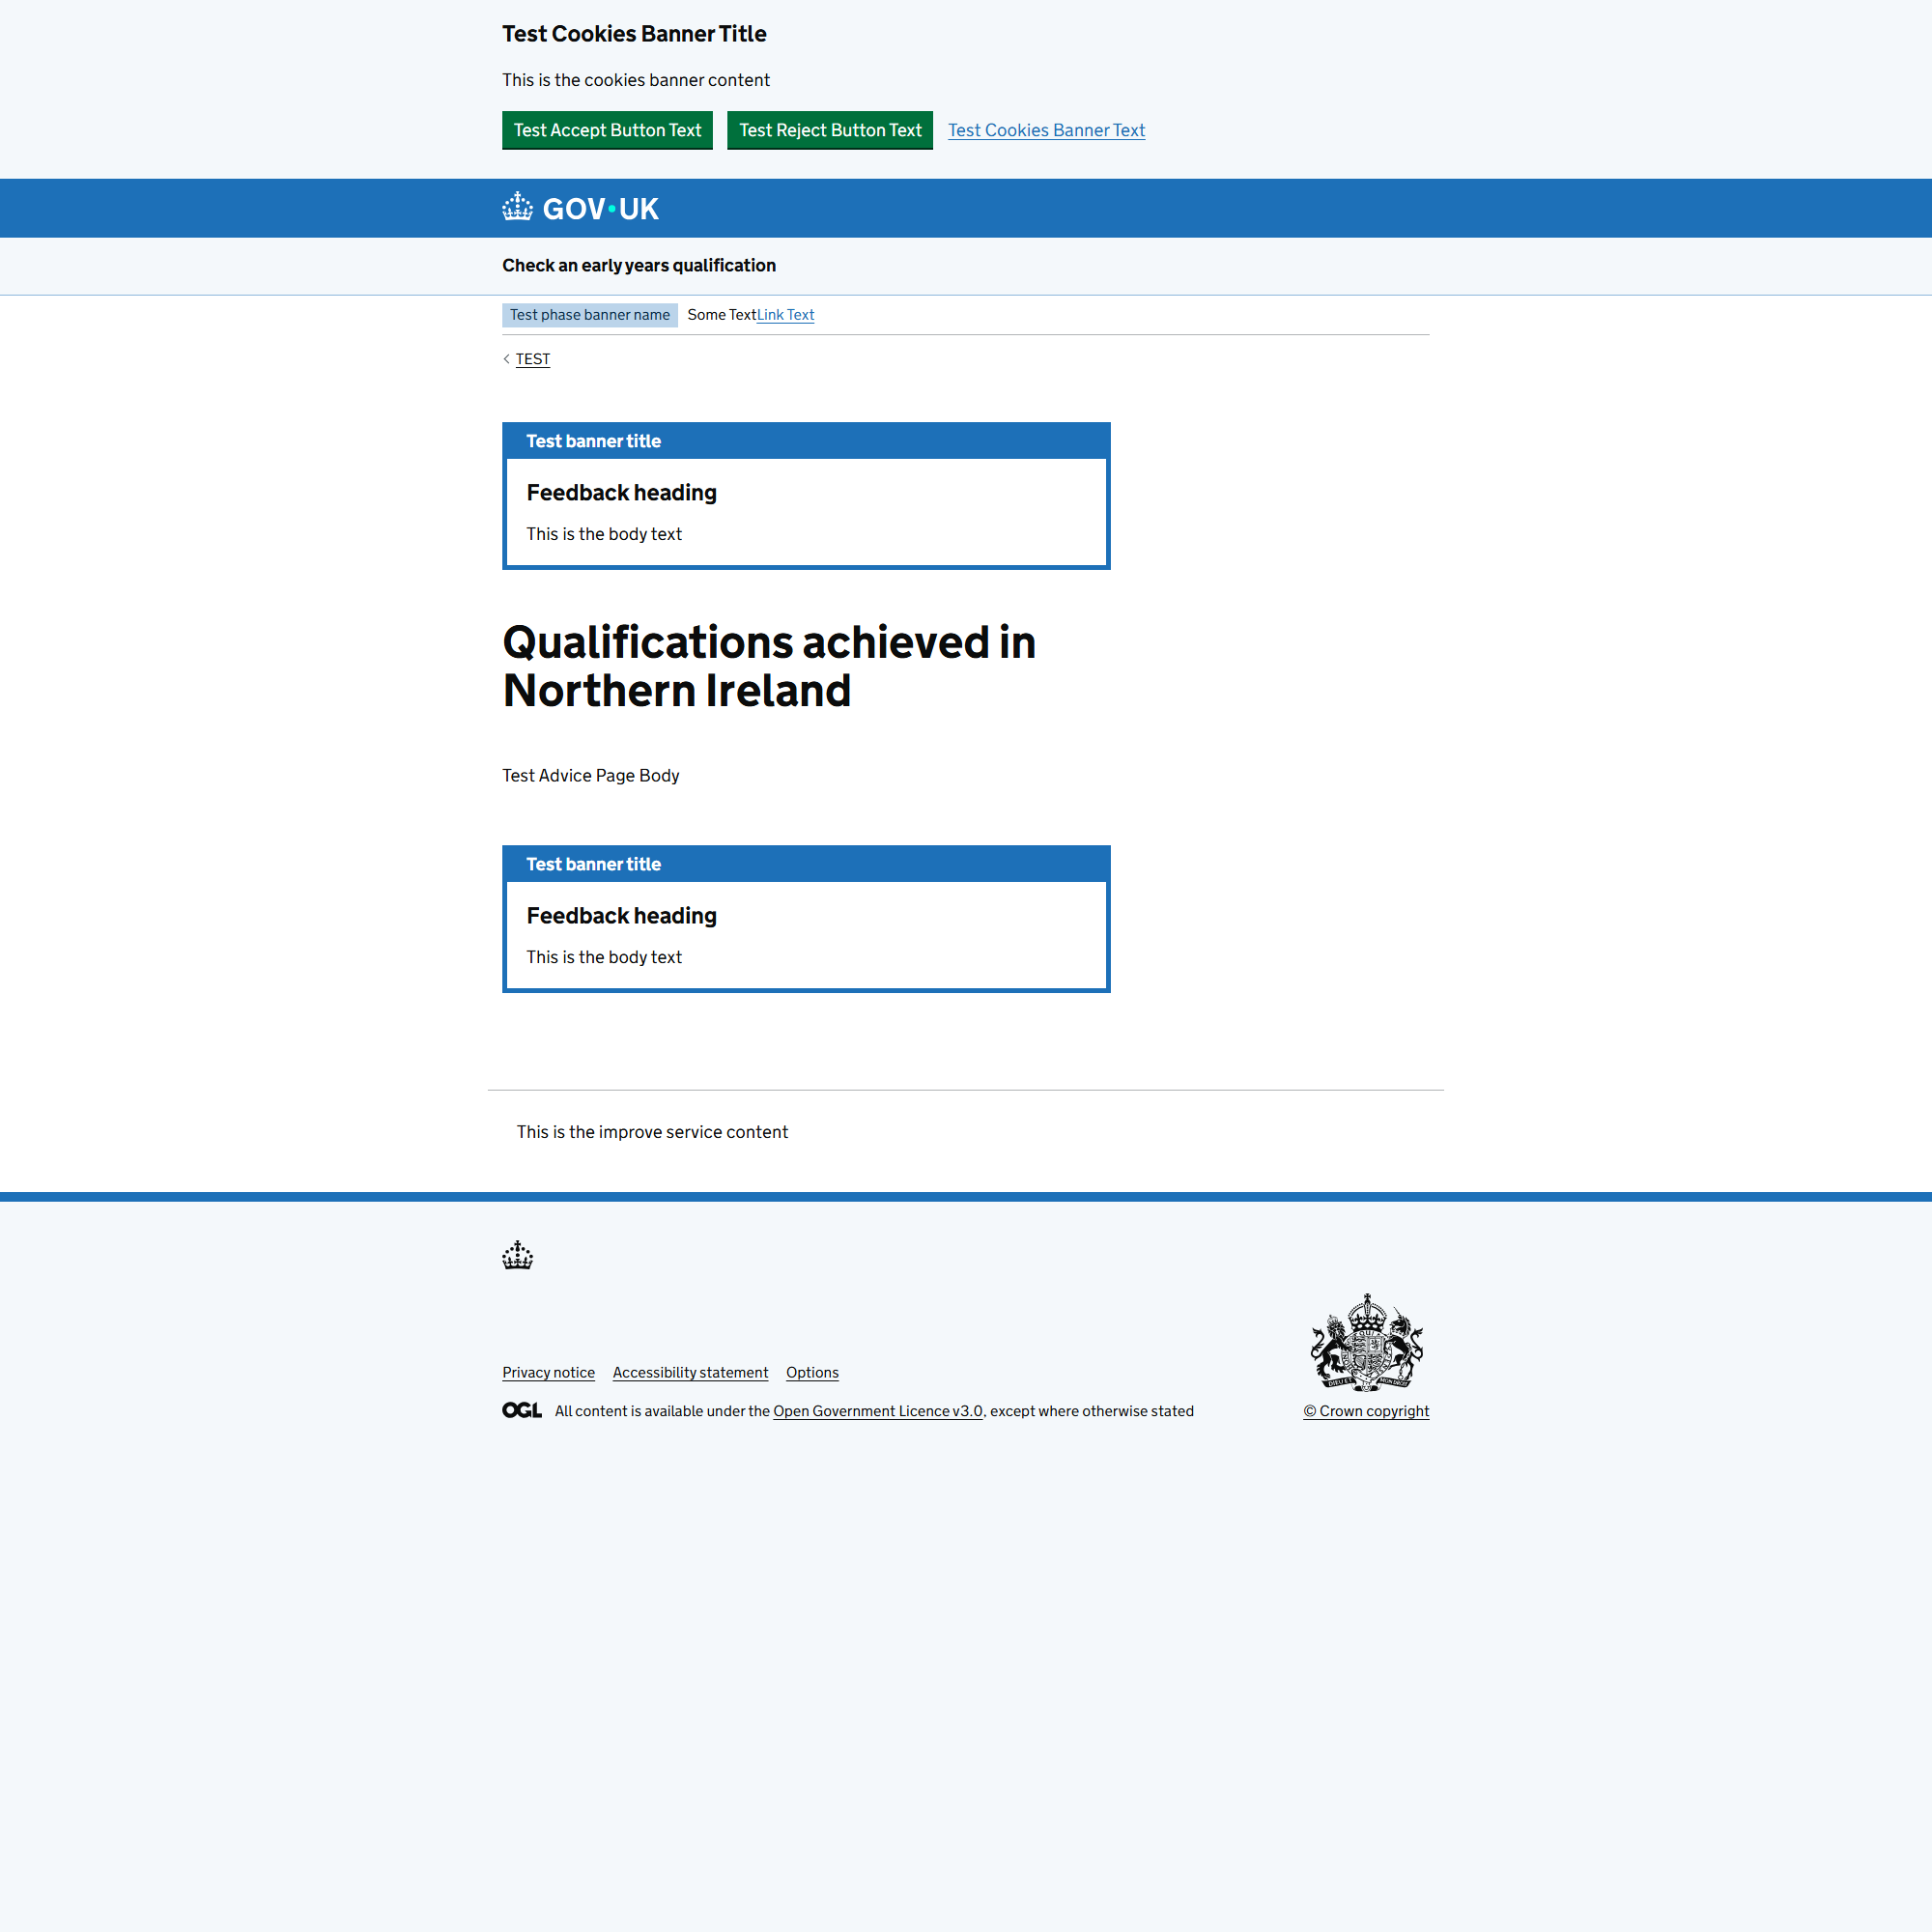 Test Cookies Banner Title
This is the cookies banner content
Test Accept Button Text Test Reject Button Text Test Cookies Banner Text
GOV·UK
Check an early years qualification
Test phase banner name Some TextLink Text
TEST
Test banner title
Feedback heading
This is the body text
Qualifications achieved in
Northern Ireland
Test Advice Page Body
Test banner title
Feedback heading
This is the body text
This is the improve service content
Privacy notice Accessibility statement Options
OGL All content is available under the Open Government Licence v3.0, except where otherwise stated
© Crown copyright